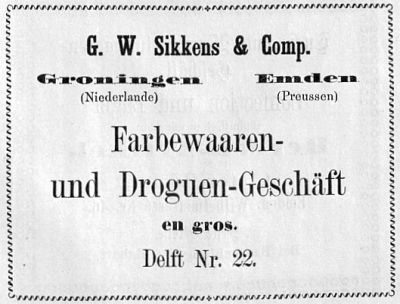 G. W. Sikkens & Comp.
Groningen Emden
(Niederlande) (Preussen)
Farbewaaren-
und Droguen-Geschäft
en gros.
Delft Nr. 22.